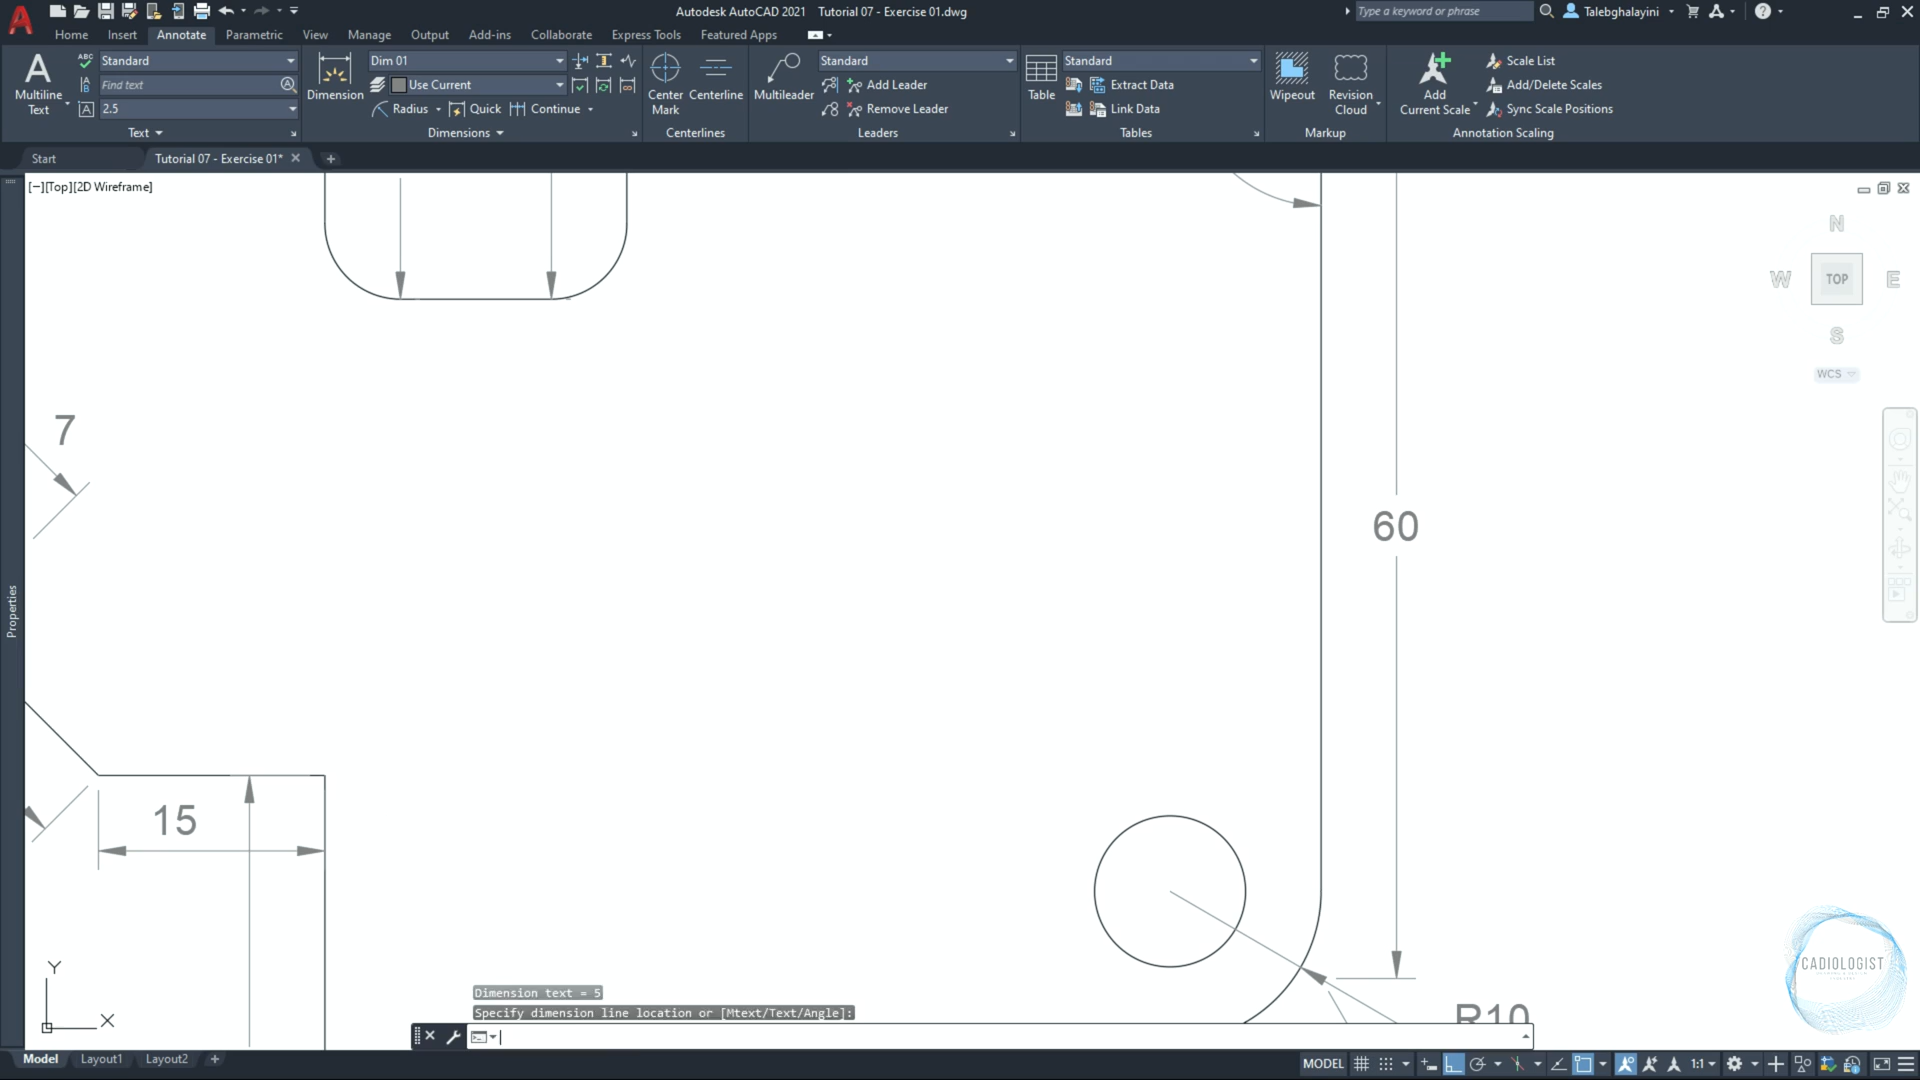 Autodesk AutoCAD 2021 Tutorial 07 - Exercise 01.dwg
Type a keyword or phrase
Talebghalayini
Home Insert Annotate Parametric View Manage Output Add-ins Collaborate Express Tools Featured Apps
Multiline Text
ABC
Standard
Find text
2.5
Text
Dimension
Dim 01
Use Current
Radius Quick Continue
Dimensions
Center Mark
Centerline
Centerlines
Multileader
Standard
Add Leader
Remove Leader
Leaders
Table
Standard
Extract Data
Link Data
Tables
Wipeout
Revision Cloud
Markup
Add Current Scale
Scale List
Add/Delete Scales
Sync Scale Positions
Annotation Scaling
Start Tutorial 07 - Exercise 01*
[−][Top][2D Wireframe]
N
W TOP E
S
WCS
7
60
Properties
15
R10
Y
X
CADIOLOGIST
Dimension text = 5
Specify dimension line location or [Mtext/Text/Angle]:
Model Layout1 Layout2
MODEL 1:1